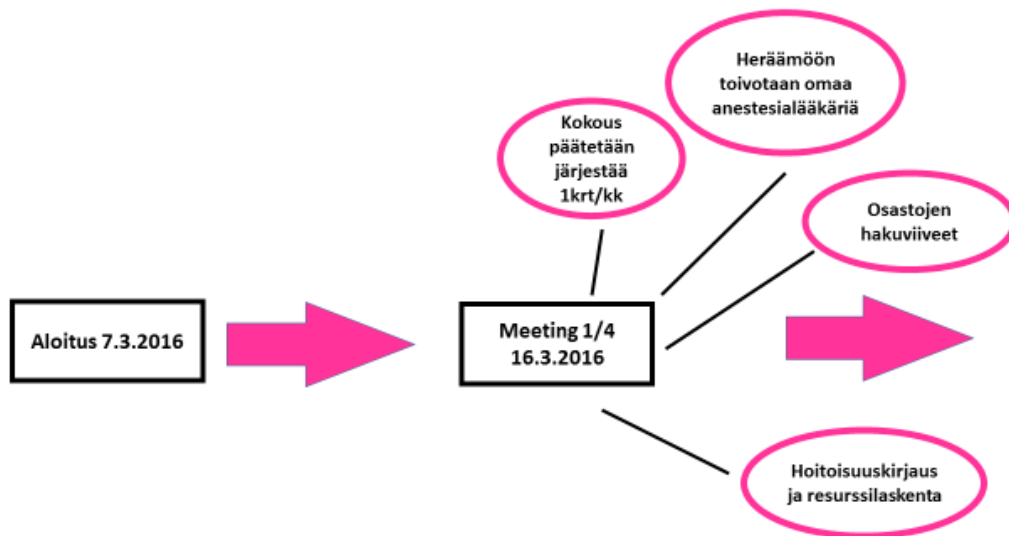 Heräämöön
toivotaan omaa
anestesialääkäriä
Kokous
päätetään
järjestää
1krt/kk
Osastojen
hakuviiveet
Aloitus 7.3.2016
Meeting 1/4
16.3.2016
Hoitoisuuskirjaus
ja resurssilaskenta